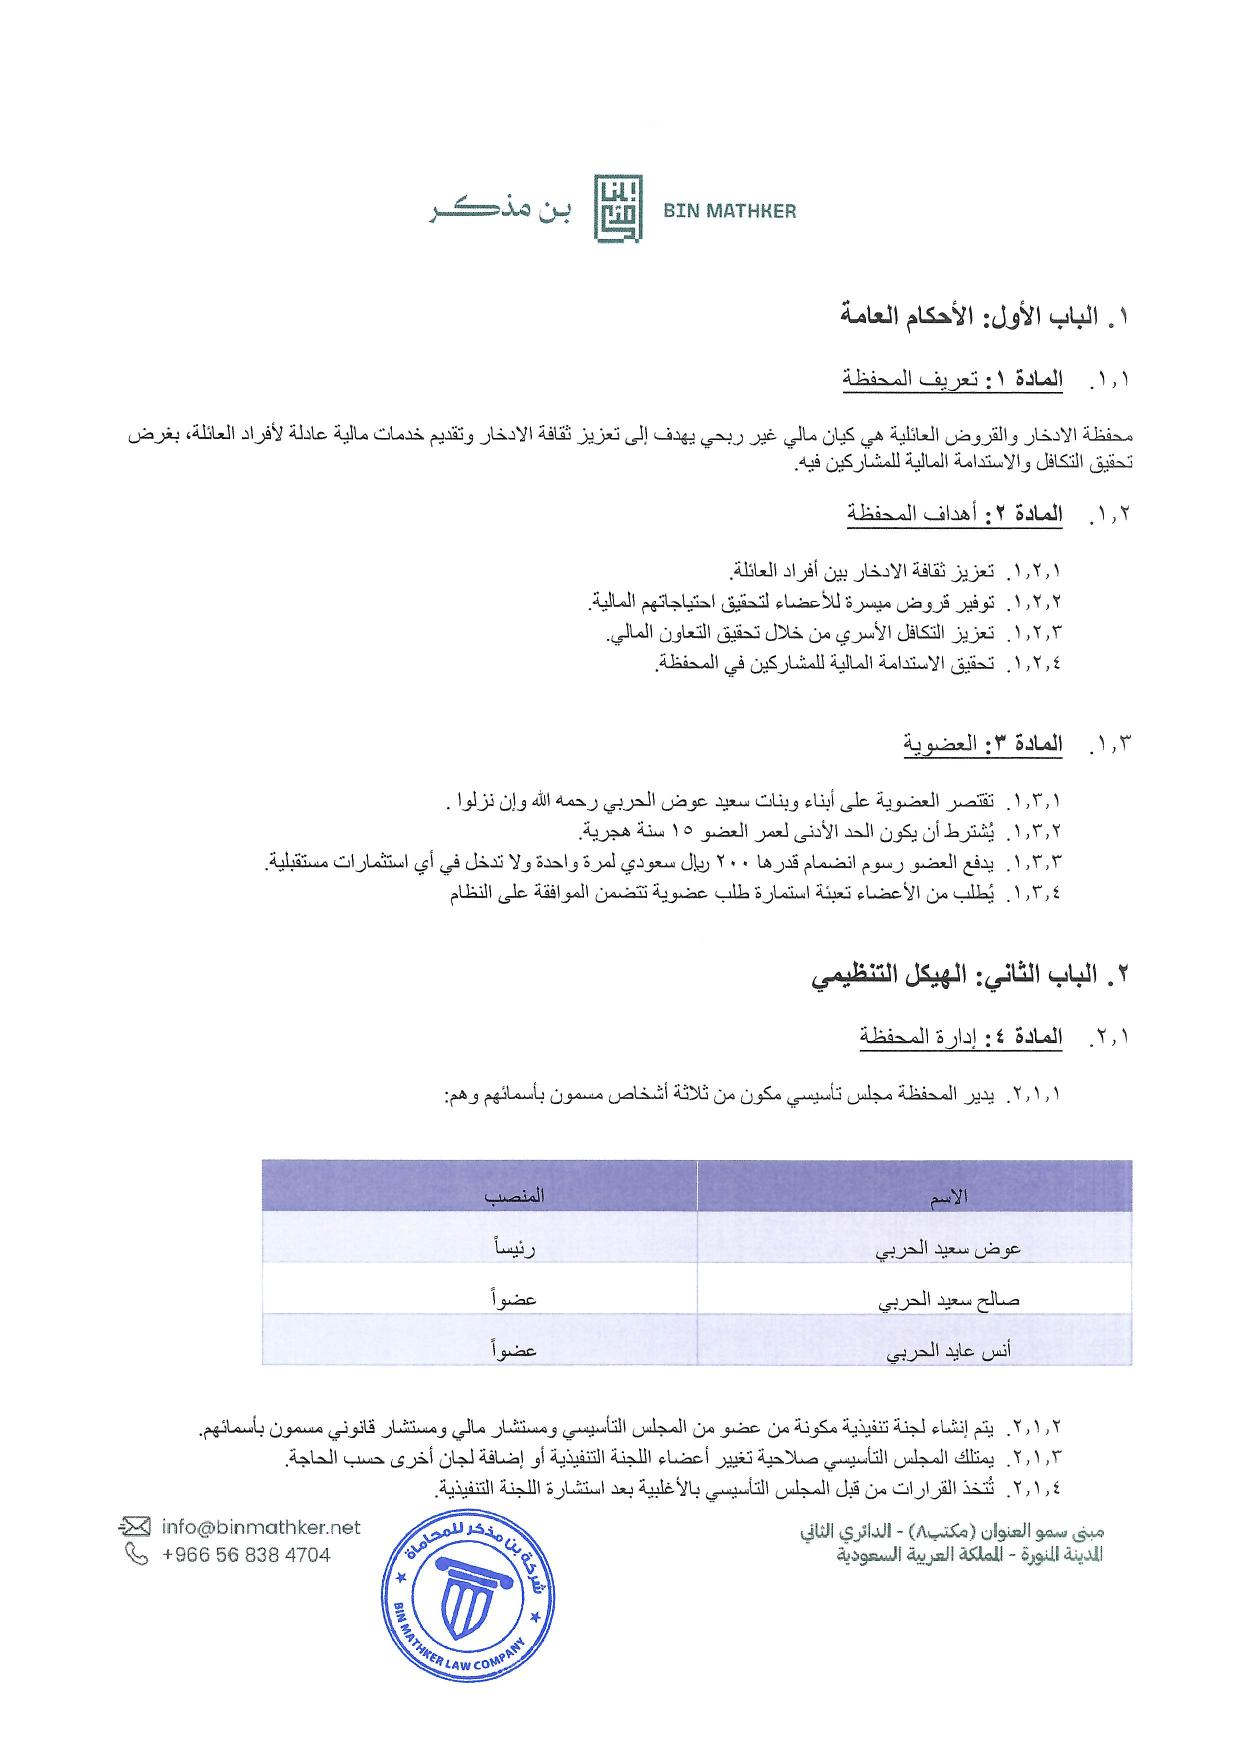 بن مذكر BIN MATHKER
١. الباب الأول: الأحكام العامة
١,١. المادة ١: تعريف المحفظة
محفظة الادخار والقروض العائلية هي كيان مالي غير ربحي يهدف إلى تعزيز ثقافة الادخار وتقديم خدمات مالية عادلة لأفراد العائلة، بغرض
تحقيق التكافل والاستدامة المالية للمشاركين فيه.
١,٢. المادة ٢: أهداف المحفظة
١,٢,١. تعزيز ثقافة الادخار بين أفراد العائلة.
١,٢,٢. توفير قروض ميسرة للأعضاء لتحقيق احتياجاتهم المالية.
١,٢,٣. تعزيز التكافل الأسري من خلال تحقيق التعاون المالي.
١,٢,٤. تحقيق الاستدامة المالية للمشاركين في المحفظة.
١,٣. المادة ٣: العضوية
١,٣,١. تقتصر العضوية على أبناء وبنات سعيد عوض الحربي رحمه الله وإن نزلوا .
١,٣,٢. يُشترط أن يكون الحد الأدنى لعمر العضو ١٥ سنة هجرية.
١,٣,٣. يدفع العضو رسوم انضمام قدرها ٢٠٠ ريال سعودي لمرة واحدة ولا تدخل في أي استثمارات مستقبلية.
١,٣,٤. يُطلب من الأعضاء تعبئة استمارة طلب عضوية تتضمن الموافقة على النظام
٢. الباب الثاني: الهيكل التنظيمي
٢,١. المادة ٤: إدارة المحفظة
٢,١,١. يدير المحفظة مجلس تأسيسي مكون من ثلاثة أشخاص مسمون بأسمائهم وهم:
الاسم المنصب
عوض سعيد الحربي رئيساً
صالح سعيد الحربي عضواً
أنس عايد الحربي عضواً
٢,١,٢. يتم إنشاء لجنة تنفيذية مكونة من عضو من المجلس التأسيسي ومستشار مالي ومستشار قانوني مسمون بأسمائهم.
٢,١,٣. يمتلك المجلس التأسيسي صلاحية تغيير أعضاء اللجنة التنفيذية أو إضافة لجان أخرى حسب الحاجة.
٢,١,٤. تُتخذ القرارات من قبل المجلس التأسيسي بالأغلبية بعد استشارة اللجنة التنفيذية.
مبنى سمو العنوان (مكتب٨) - الدائري الثاني
المدينة المنورة - المملكة العربية السعودية
info@binmathker.net
+966 56 838 4704
شركة بن مذكر للمحاماة
BIN MATHKER LAW COMPANY